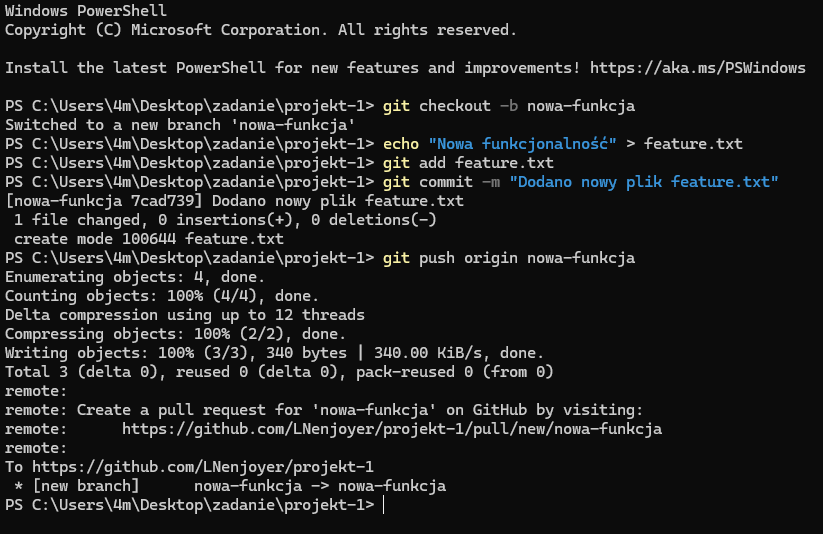 Windows PowerShell
Copyright (C) Microsoft Corporation. All rights reserved.
Install the latest PowerShell for new features and improvements! https://aka.ms/PSWindows
PS C:\Users\4m\Desktop\zadanie\projekt-1> git checkout -b nowa-funkcja
Switched to a new branch 'nowa-funkcja'
PS C:\Users\4m\Desktop\zadanie\projekt-1> echo "Nowa funkcjonalność" > feature.txt
PS C:\Users\4m\Desktop\zadanie\projekt-1> git add feature.txt
PS C:\Users\4m\Desktop\zadanie\projekt-1> git commit -m "Dodano nowy plik feature.txt"
[nowa-funkcja 7cad739] Dodano nowy plik feature.txt
 1 file changed, 0 insertions(+), 0 deletions(-)
 create mode 100644 feature.txt
PS C:\Users\4m\Desktop\zadanie\projekt-1> git push origin nowa-funkcja
Enumerating objects: 4, done.
Counting objects: 100% (4/4), done.
Delta compression using up to 12 threads
Compressing objects: 100% (2/2), done.
Writing objects: 100% (3/3), 340 bytes | 340.00 KiB/s, done.
Total 3 (delta 0), reused 0 (delta 0), pack-reused 0 (from 0)
remote:
remote: Create a pull request for 'nowa-funkcja' on GitHub by visiting:
remote:      https://github.com/LNenjoyer/projekt-1/pull/new/nowa-funkcja
remote:
To https://github.com/LNenjoyer/projekt-1
 * [new branch]      nowa-funkcja -> nowa-funkcja
PS C:\Users\4m\Desktop\zadanie\projekt-1>